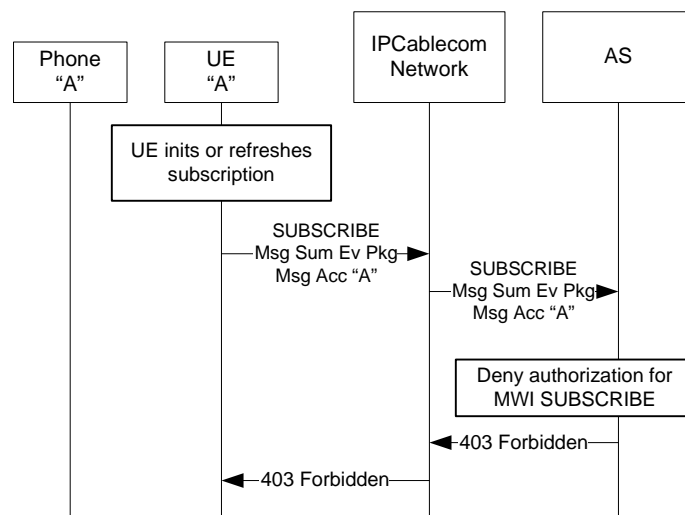 Phone
“A”
UE
“A”
IPCablecom
Network
AS
UE inits or refreshes
subscription
SUBSCRIBE
Msg Sum Ev Pkg
Msg Acc “A”
SUBSCRIBE
Msg Sum Ev Pkg
Msg Acc “A”
Deny authorization for
MWI SUBSCRIBE
403 Forbidden
403 Forbidden